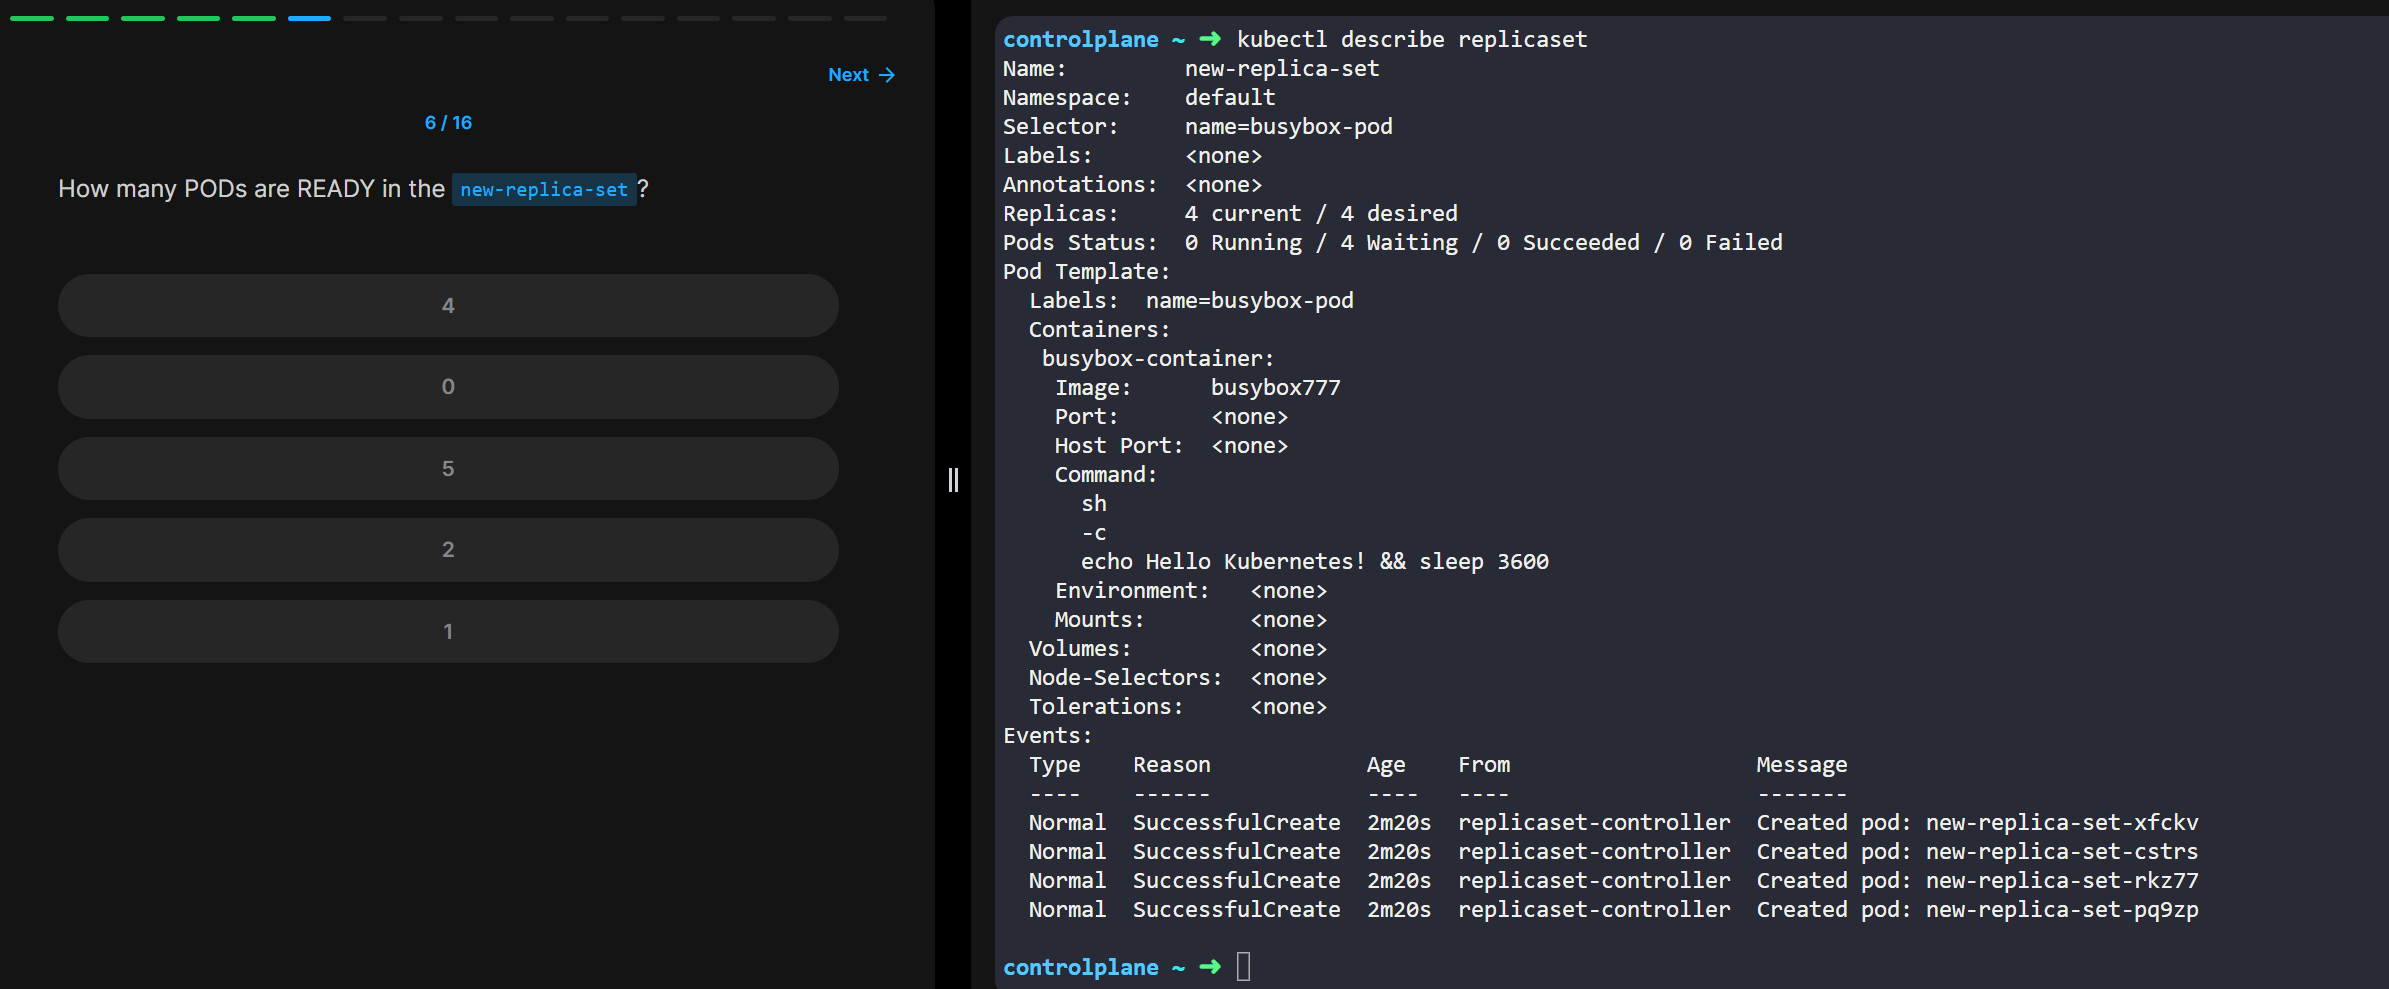 Next →
6 / 16
How many PODs are READY in the new-replica-set?
4
0
5
2
1
controlplane ~ ➜ kubectl describe replicaset
Name:         new-replica-set
Namespace:    default
Selector:     name=busybox-pod
Labels:       <none>
Annotations:  <none>
Replicas:     4 current / 4 desired
Pods Status:  0 Running / 4 Waiting / 0 Succeeded / 0 Failed
Pod Template:
  Labels:  name=busybox-pod
  Containers:
   busybox-container:
    Image:      busybox777
    Port:       <none>
    Host Port:  <none>
    Command:
      sh
      -c
      echo Hello Kubernetes! && sleep 3600
    Environment:   <none>
    Mounts:        <none>
  Volumes:         <none>
  Node-Selectors:  <none>
  Tolerations:     <none>
Events:
  Type    Reason            Age    From                   Message
  ----    ------            ----   ----                   -------
  Normal  SuccessfulCreate  2m20s  replicaset-controller  Created pod: new-replica-set-xfckv
  Normal  SuccessfulCreate  2m20s  replicaset-controller  Created pod: new-replica-set-cstrs
  Normal  SuccessfulCreate  2m20s  replicaset-controller  Created pod: new-replica-set-rkz77
  Normal  SuccessfulCreate  2m20s  replicaset-controller  Created pod: new-replica-set-pq9zp
controlplane ~ ➜